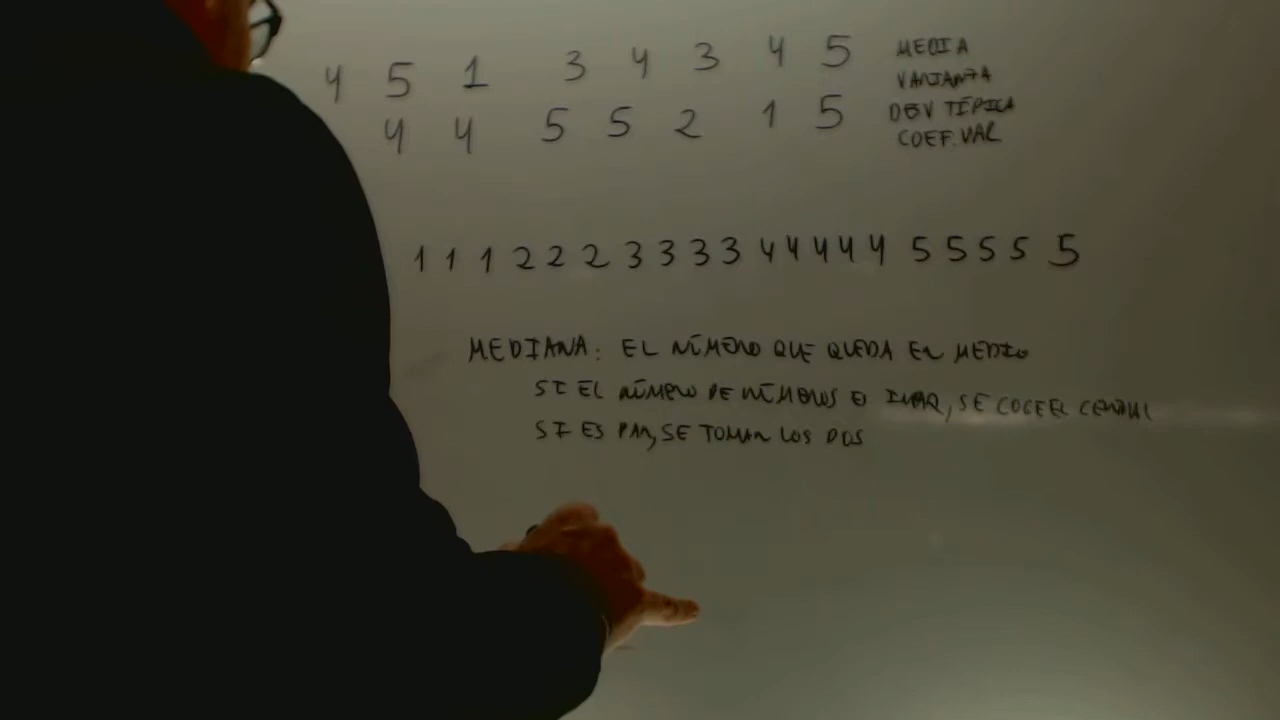 4 5 1 3 4 3 4 5 MEDIA
VARIANZA
4 4 5 5 2 1 5 DESV TÍPICA
COEF. VAR
1 1 1 2 2 2 3 3 3 3 4 4 4 4 4 5 5 5 5 5
MEDIANA: EL NÚMERO QUE QUEDA EN MEDIO
SI EL NÚMERO DE NÚMEROS ES IMPAR, SE COGE EL CENTRAL
SI ES PAR, SE TOMAN LOS DOS